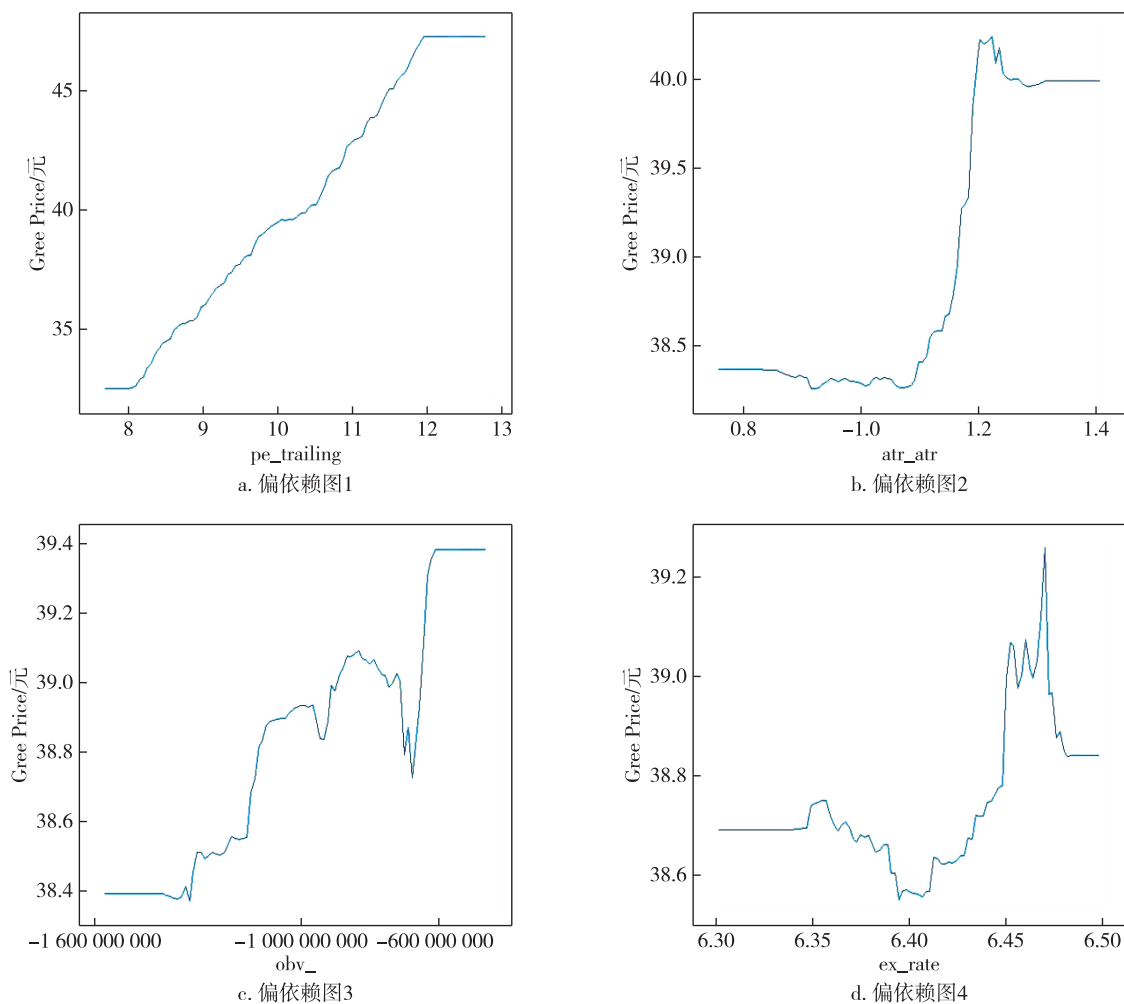 45
40
35
Gree Price/元
8 9 10 11 12 13
pe_trailing
a. 偏依赖图1
40.0
39.5
39.0
38.5
Gree Price/元
0.8 -1.0 1.2 1.4
atr_atr
b. 偏依赖图2
39.4
39.2
39.0
38.8
38.6
38.4
Gree Price/元
-1 600 000 000 -1 000 000 000 -600 000 000
obv_
c. 偏依赖图3
39.2
39.0
38.8
38.6
Gree Price/元
6.30 6.35 6.40 6.45 6.50
ex_rate
d. 偏依赖图4